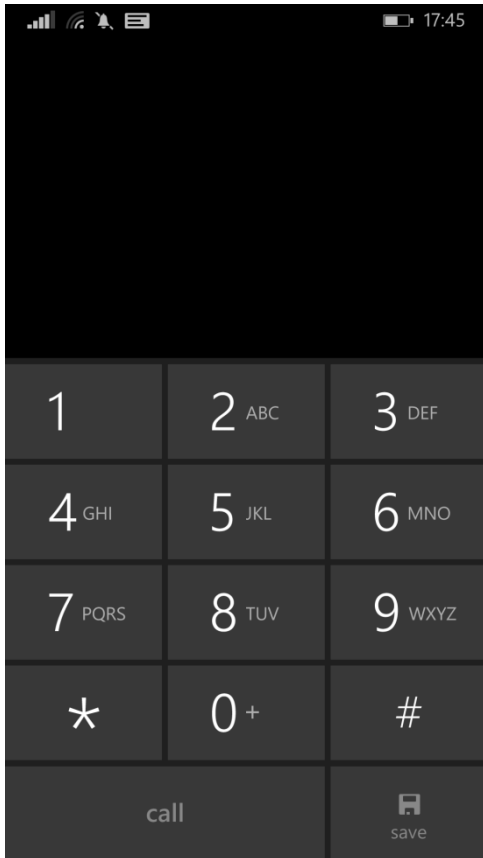 17:45
1 2 ABC 3 DEF
4 GHI 5 JKL 6 MNO
7 PQRS 8 TUV 9 WXYZ
* 0 + #
call save